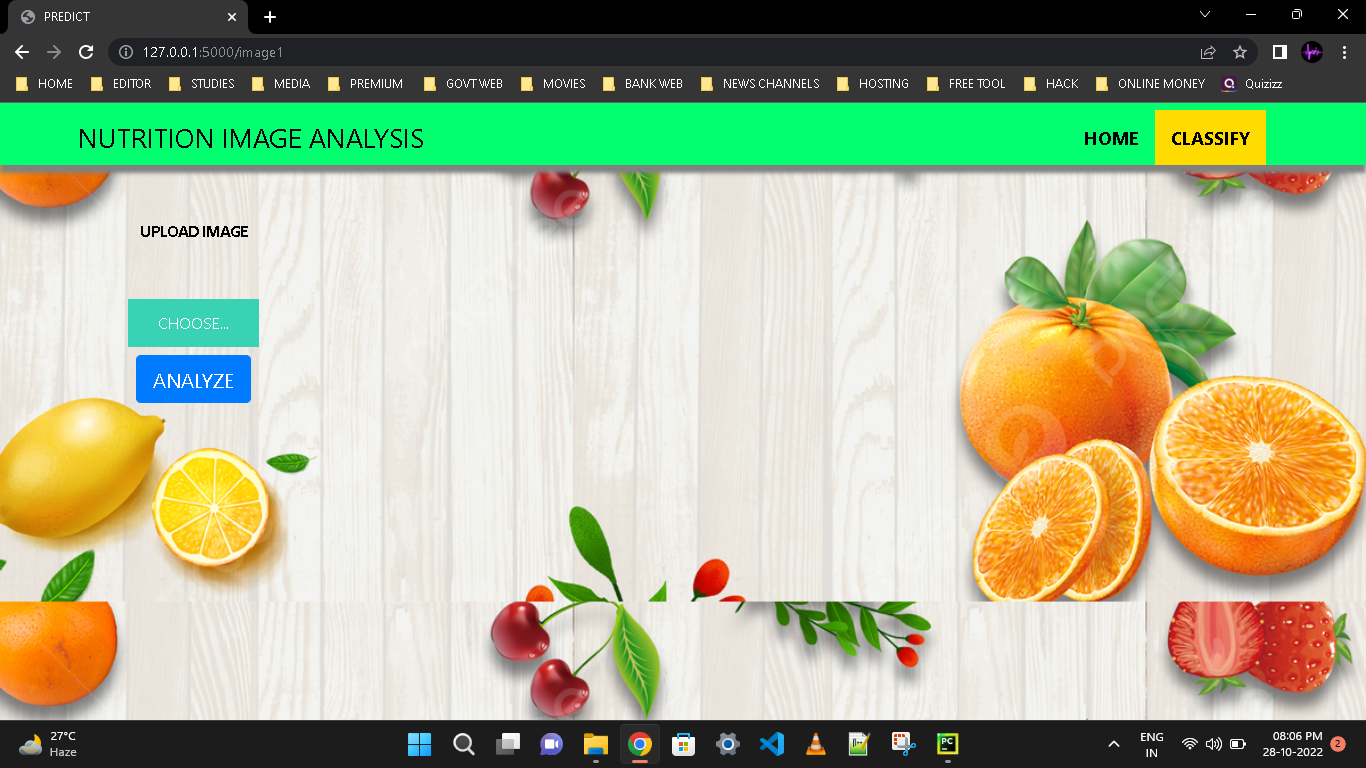 PREDICT
127.0.0.1:5000/image1
HOME EDITOR STUDIES MEDIA PREMIUM GOVT WEB MOVIES BANK WEB NEWS CHANNELS HOSTING FREE TOOL HACK ONLINE MONEY Quizizz
NUTRITION IMAGE ANALYSIS HOME CLASSIFY
UPLOAD IMAGE
CHOOSE...
ANALYZE
27°C
Haze
PC
ENG
IN
08:06 PM
28-10-2022
2